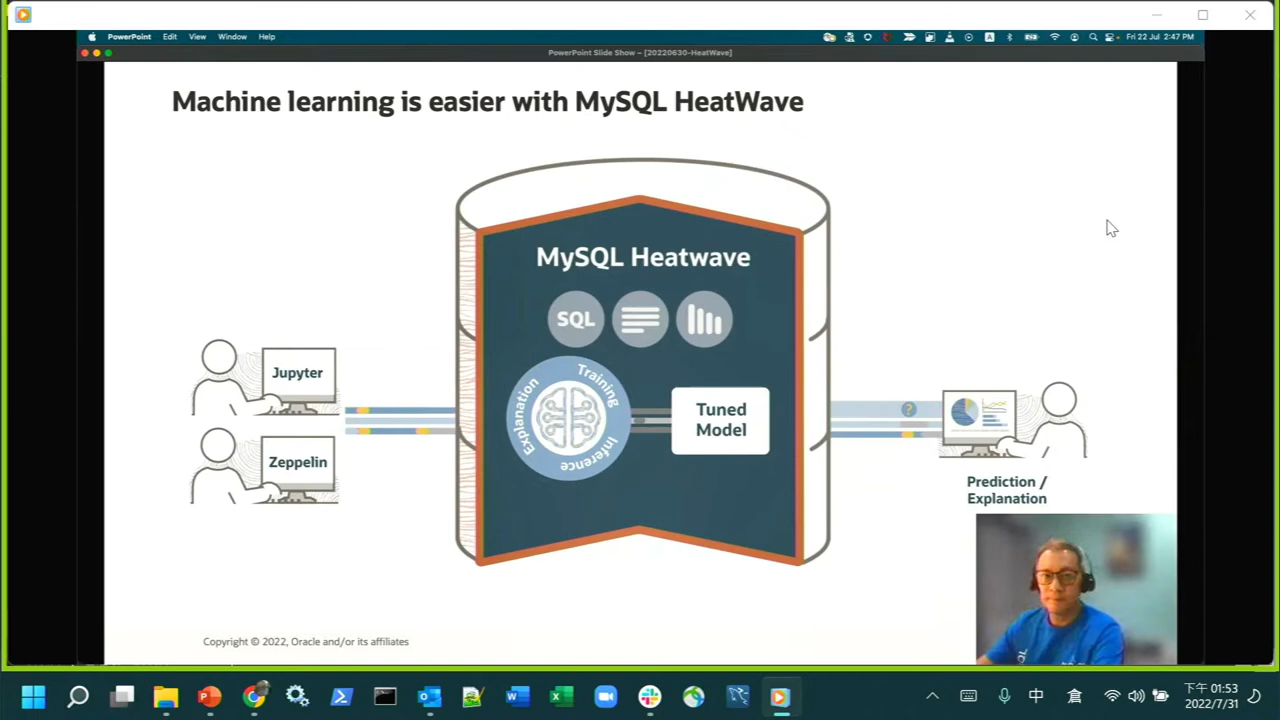 PowerPoint Edit View Window Help
A
Fri 22 Jul 2:47 PM
PowerPoint Slide Show – [20220630-HeatWave]
Machine learning is easier with MySQL HeatWave
MySQL Heatwave
SQL
Jupyter
Zeppelin
Explanation
Training
Inference
Tuned
Model
?
Prediction /
Explanation
Copyright © 2022, Oracle and/or its affiliates
中
下午 01:53
2022/7/31